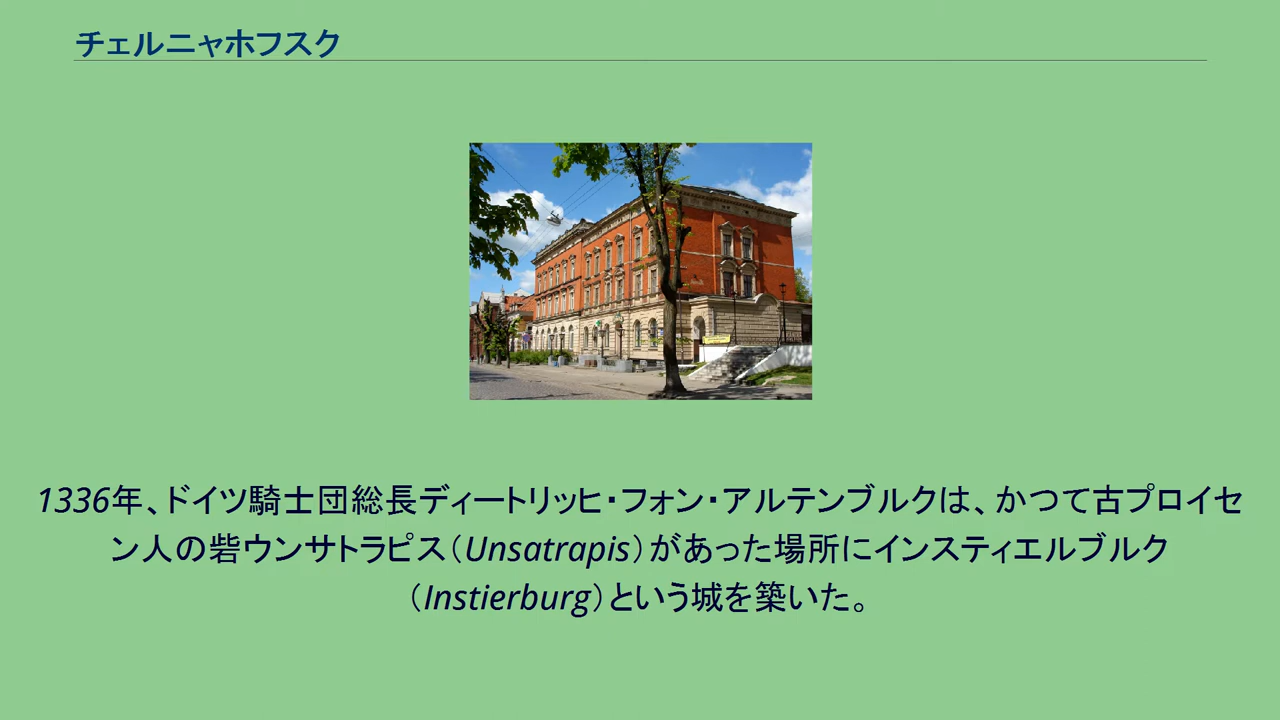 チェルニャホフスク
1336年、ドイツ騎士団総長ディートリッヒ・フォン・アルテンブルクは、かつて古プロイセ
ン人の砦ウンサトラピス（Unsatrapis）があった場所にインスティエルブルク
（Instierburg）という城を築いた。